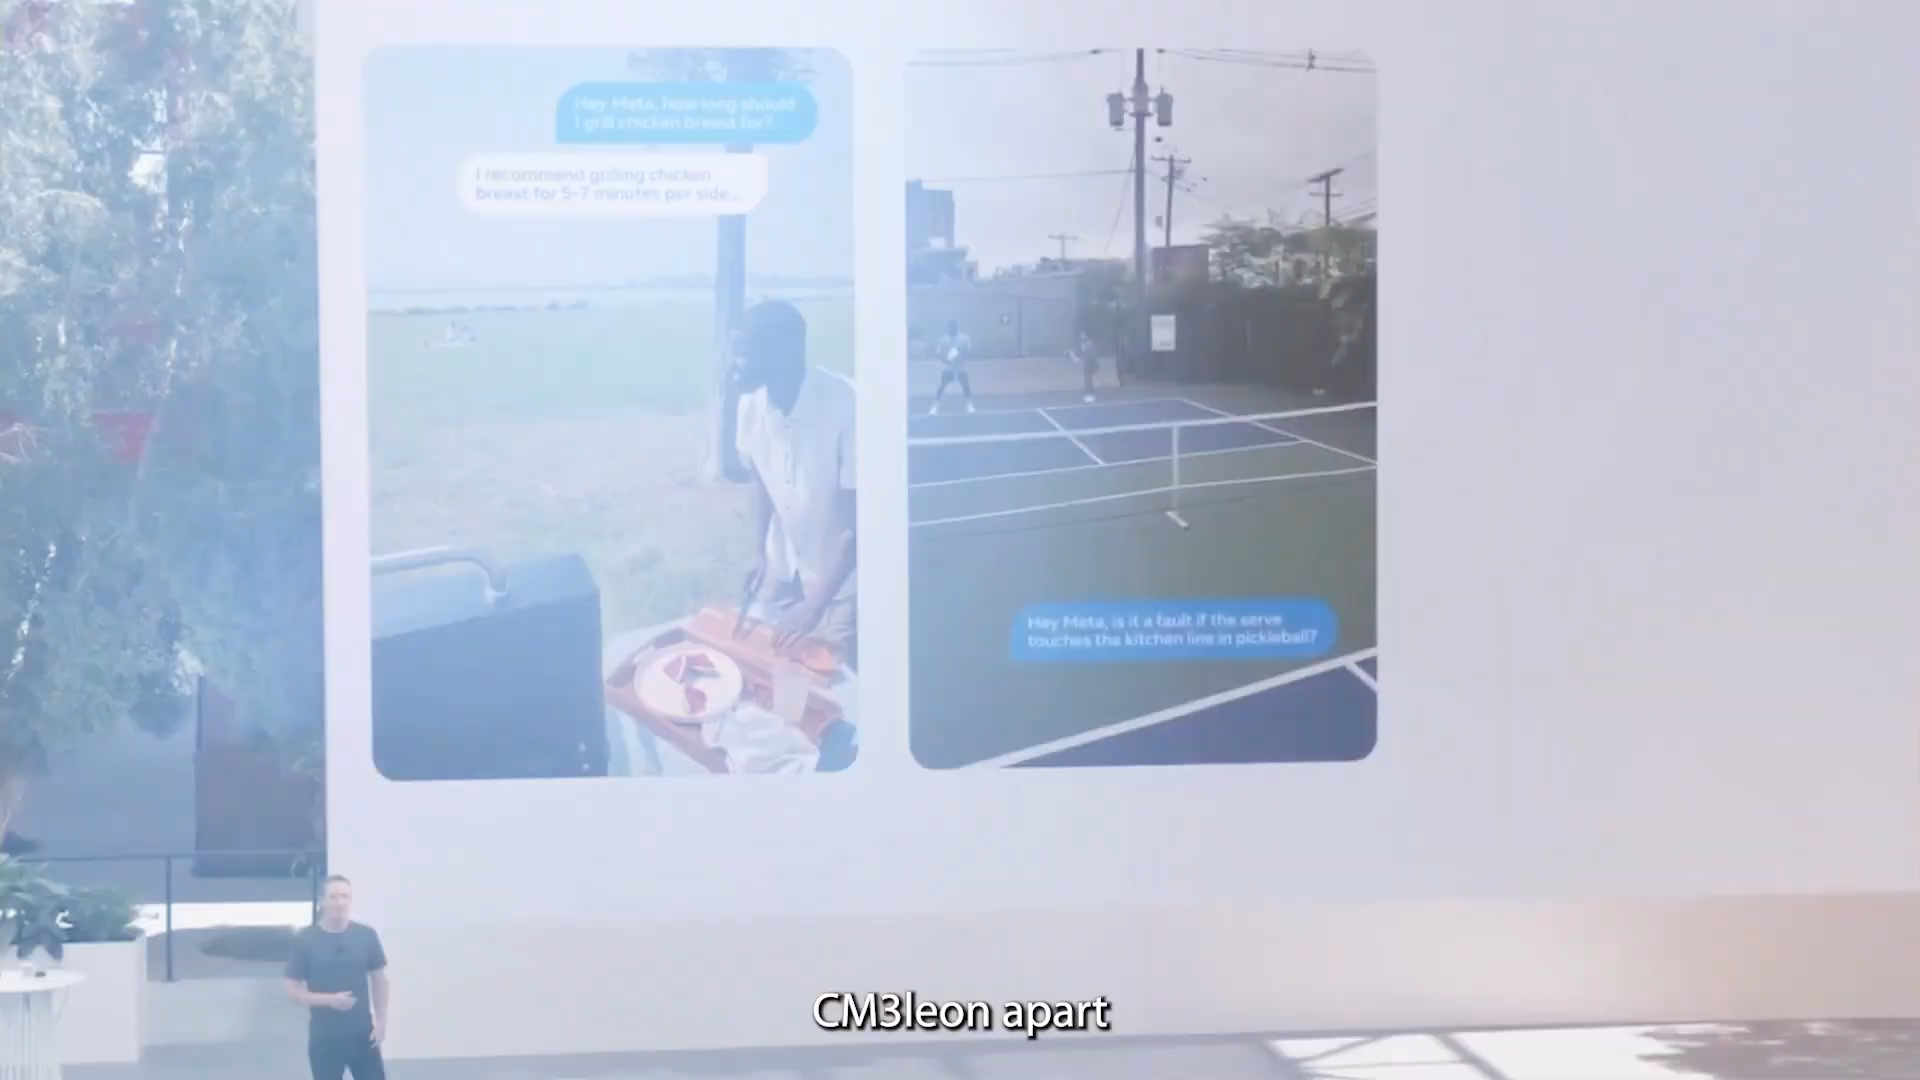 Hey Meta, how long should
I grill chicken breast for?
I recommend grilling chicken
breast for 5-7 minutes per side...
Hey Meta, is it a fault if the serve
touches the kitchen line in pickleball?
CM3leon apart